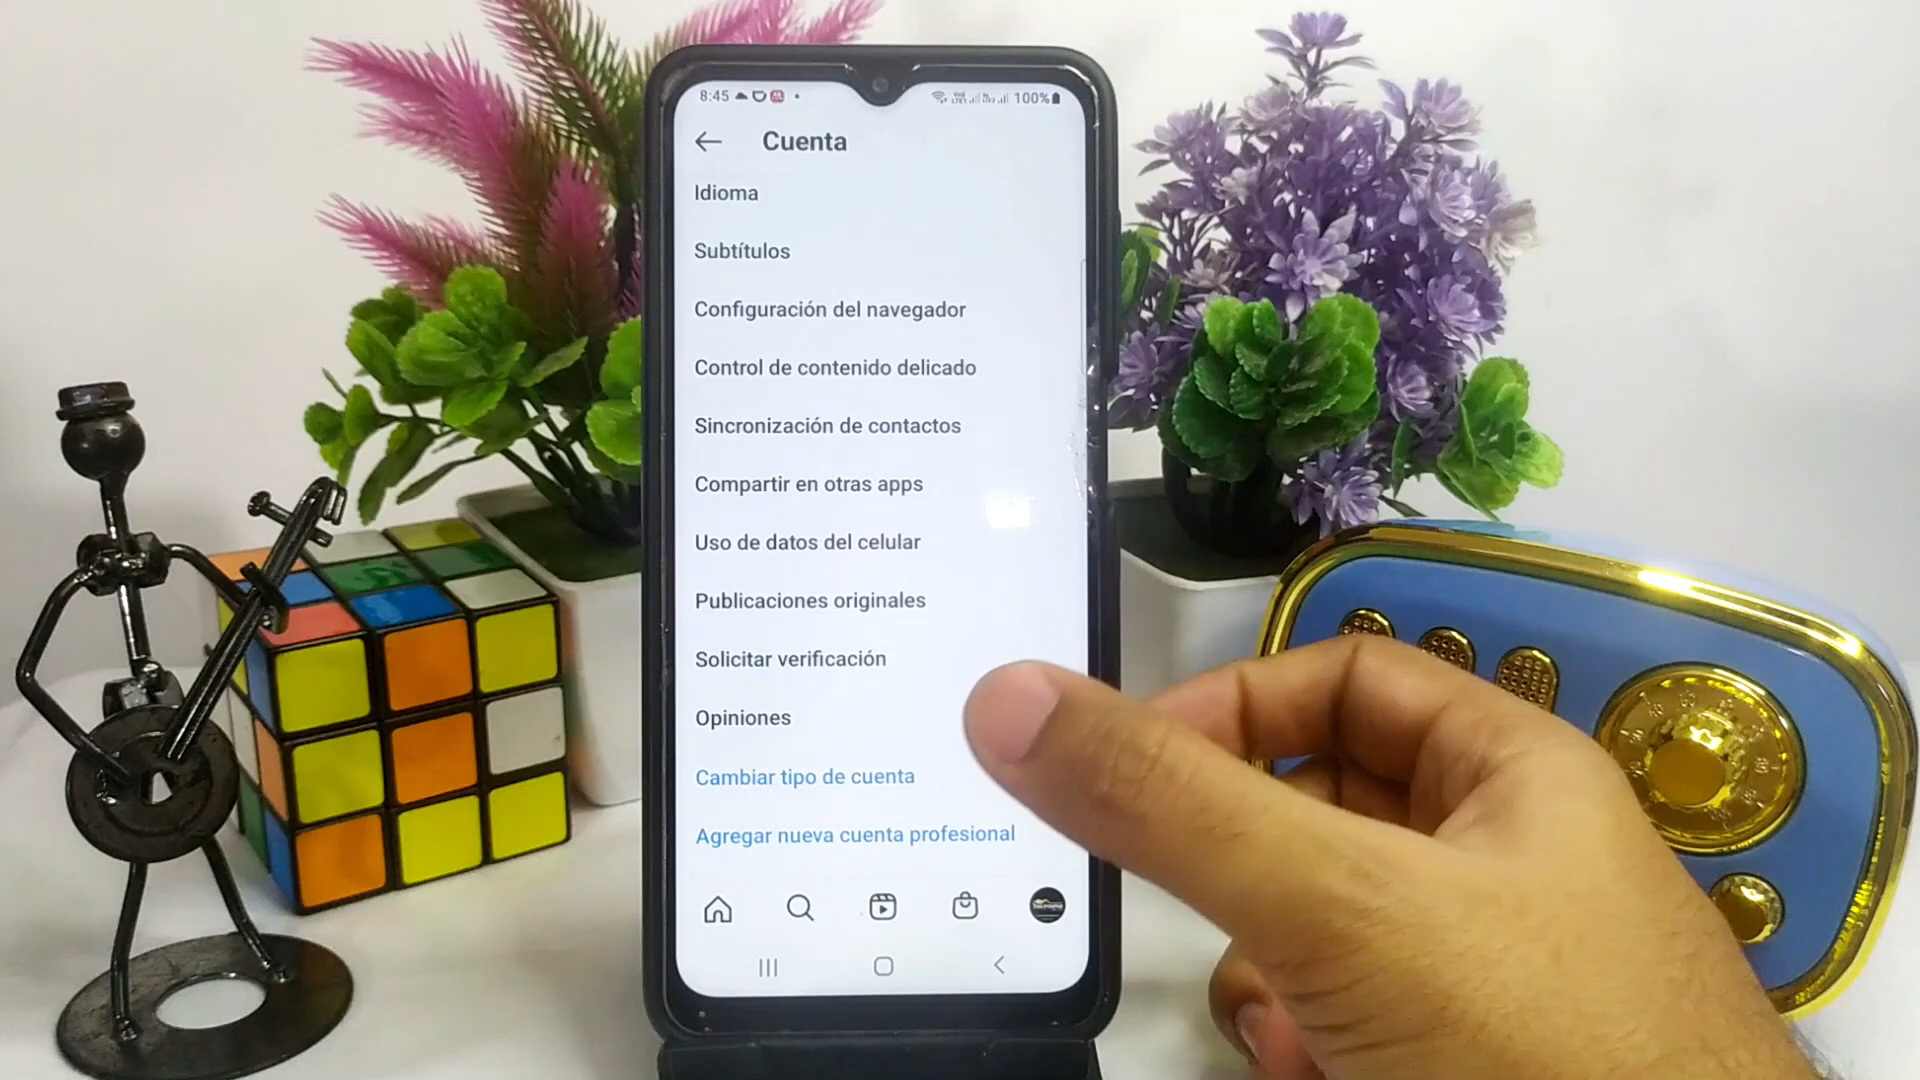 8:45 100%
Cuenta
Idioma
Subtítulos
Configuración del navegador
Control de contenido delicado
Sincronización de contactos
Compartir en otras apps
Uso de datos del celular
Publicaciones originales
Solicitar verificación
Opiniones
Cambiar tipo de cuenta
Agregar nueva cuenta profesional